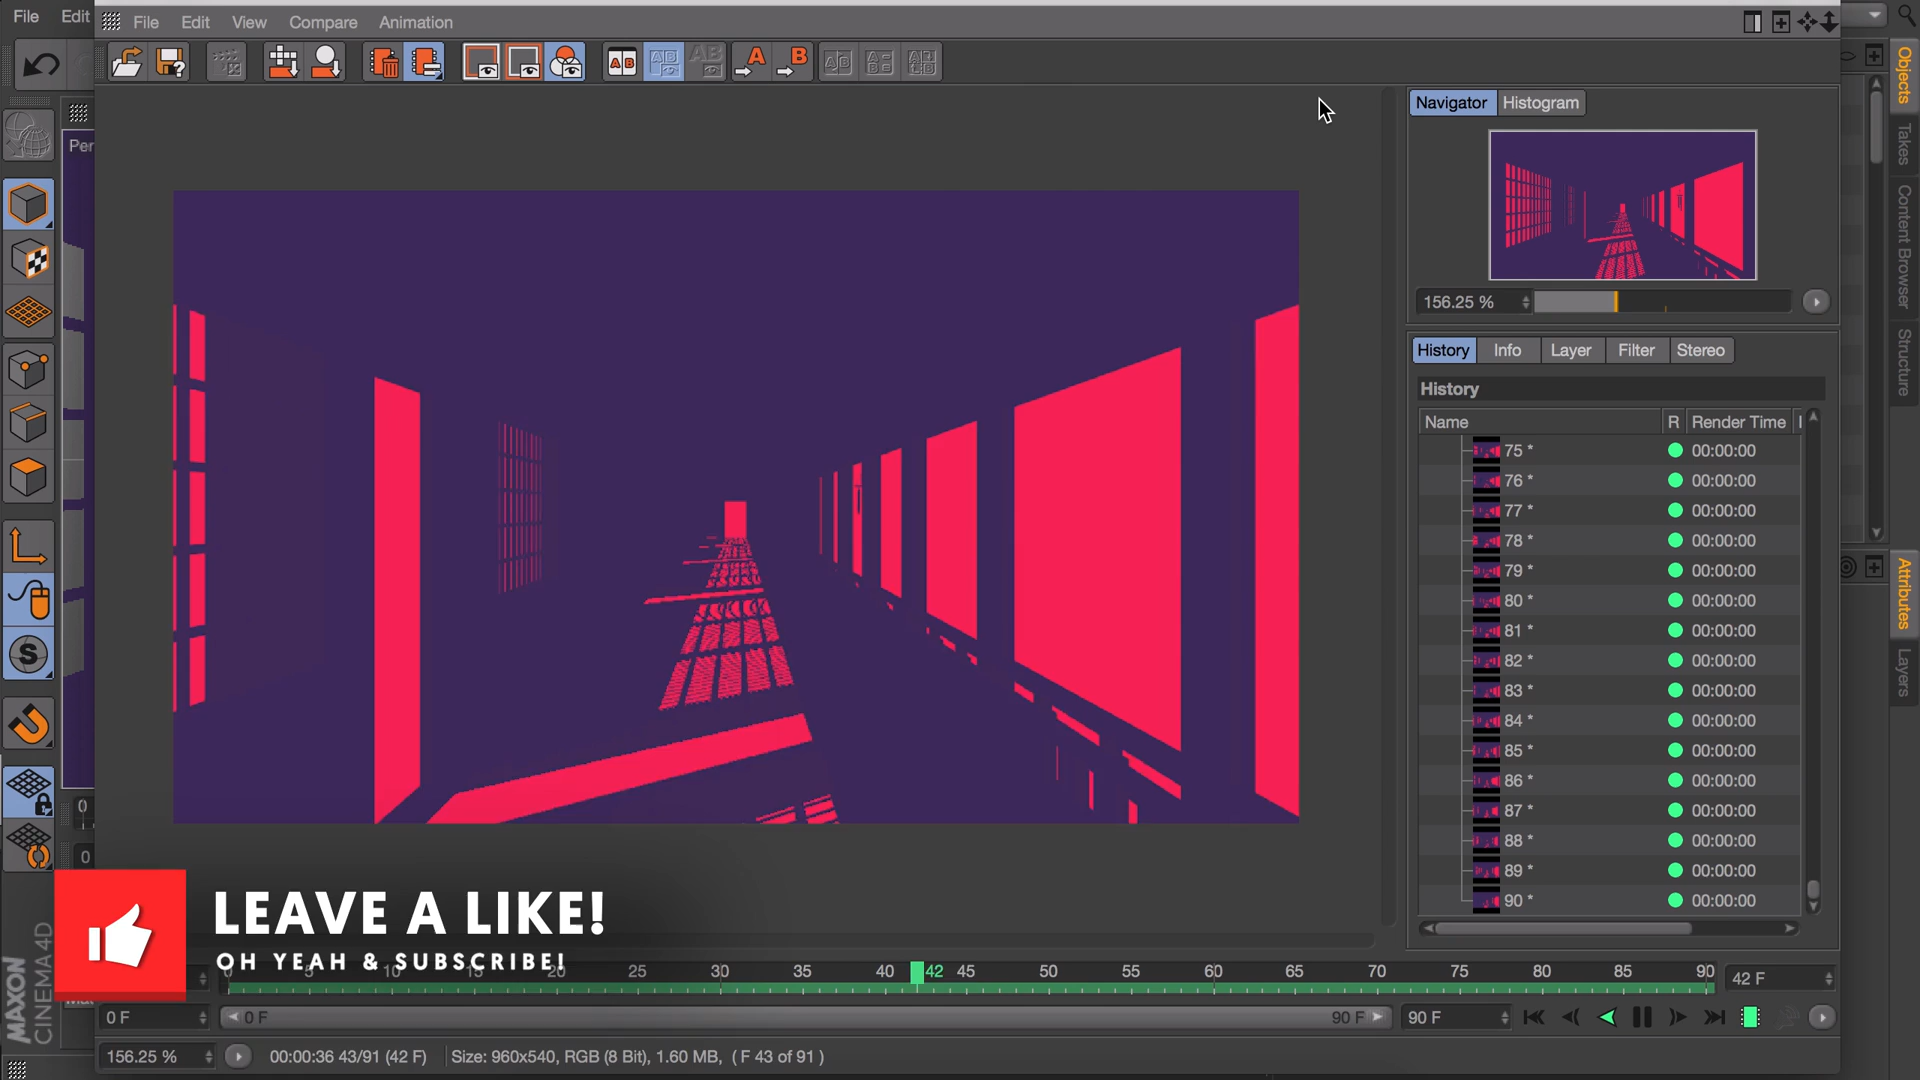 File Edit
File Edit View Compare Animation
Per
Navigator Histogram
156.25 %
History Info Layer Filter Stereo
History
Name R Render Time
75 * 00:00:00
76 * 00:00:00
77 * 00:00:00
78 * 00:00:00
79 * 00:00:00
80 * 00:00:00
81 * 00:00:00
82 * 00:00:00
83 * 00:00:00
84 * 00:00:00
85 * 00:00:00
86 * 00:00:00
87 * 00:00:00
88 * 00:00:00
89 * 00:00:00
90 * 00:00:00
Objects
Takes
Content Browser
Structure
Attributes
Layers
0
0
LEAVE A LIKE!
OH YEAH & SUBSCRIBE!
MAXON
CINEMA 4D
0 5 10 15 20 25 30 35 40 42 45 50 55 60 65 70 75 80 85 90 42 F
0 F 0 F 90 F 90 F
156.25 % 00:00:36 43/91 (42 F) Size: 960x540, RGB (8 Bit), 1.60 MB, ( F 43 of 91 )